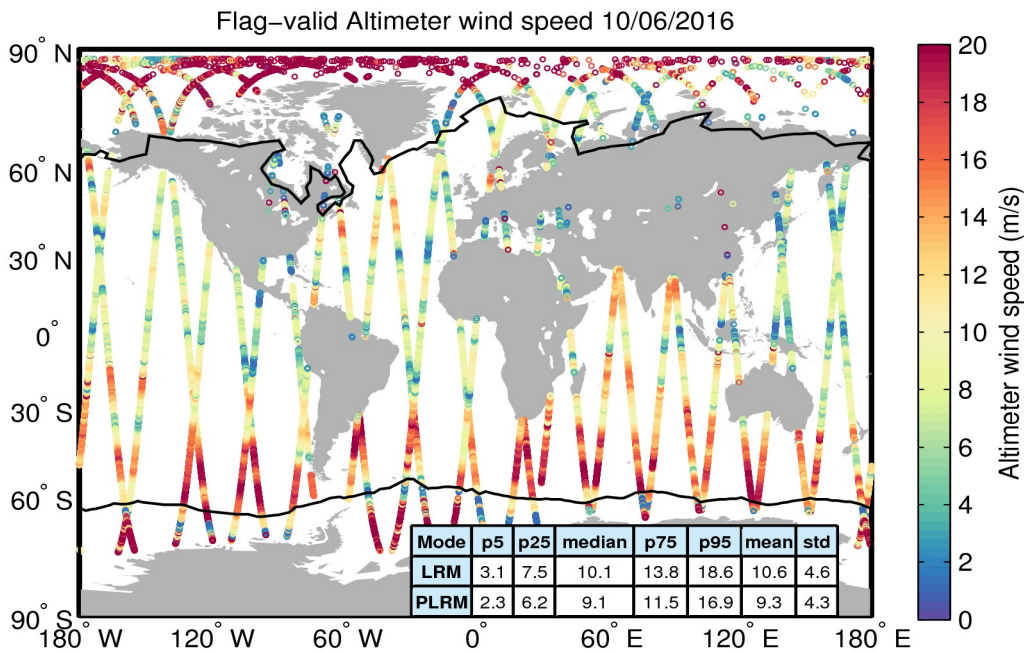 Flag−valid Altimeter wind speed 10/06/2016
90° N
60° N
30° N
0°
30° S
60° S
90° S
Mode p5 p25 median p75 p95 mean std
LRM 3.1 7.5 10.1 13.8 18.6 10.6 4.6
PLRM 2.3 6.2 9.1 11.5 16.9 9.3 4.3
180° W 120° W 60° W 0° 60° E 120° E 180° E
20
18
16
14
12
10
8
6
4
2
0
Altimeter wind speed (m/s)